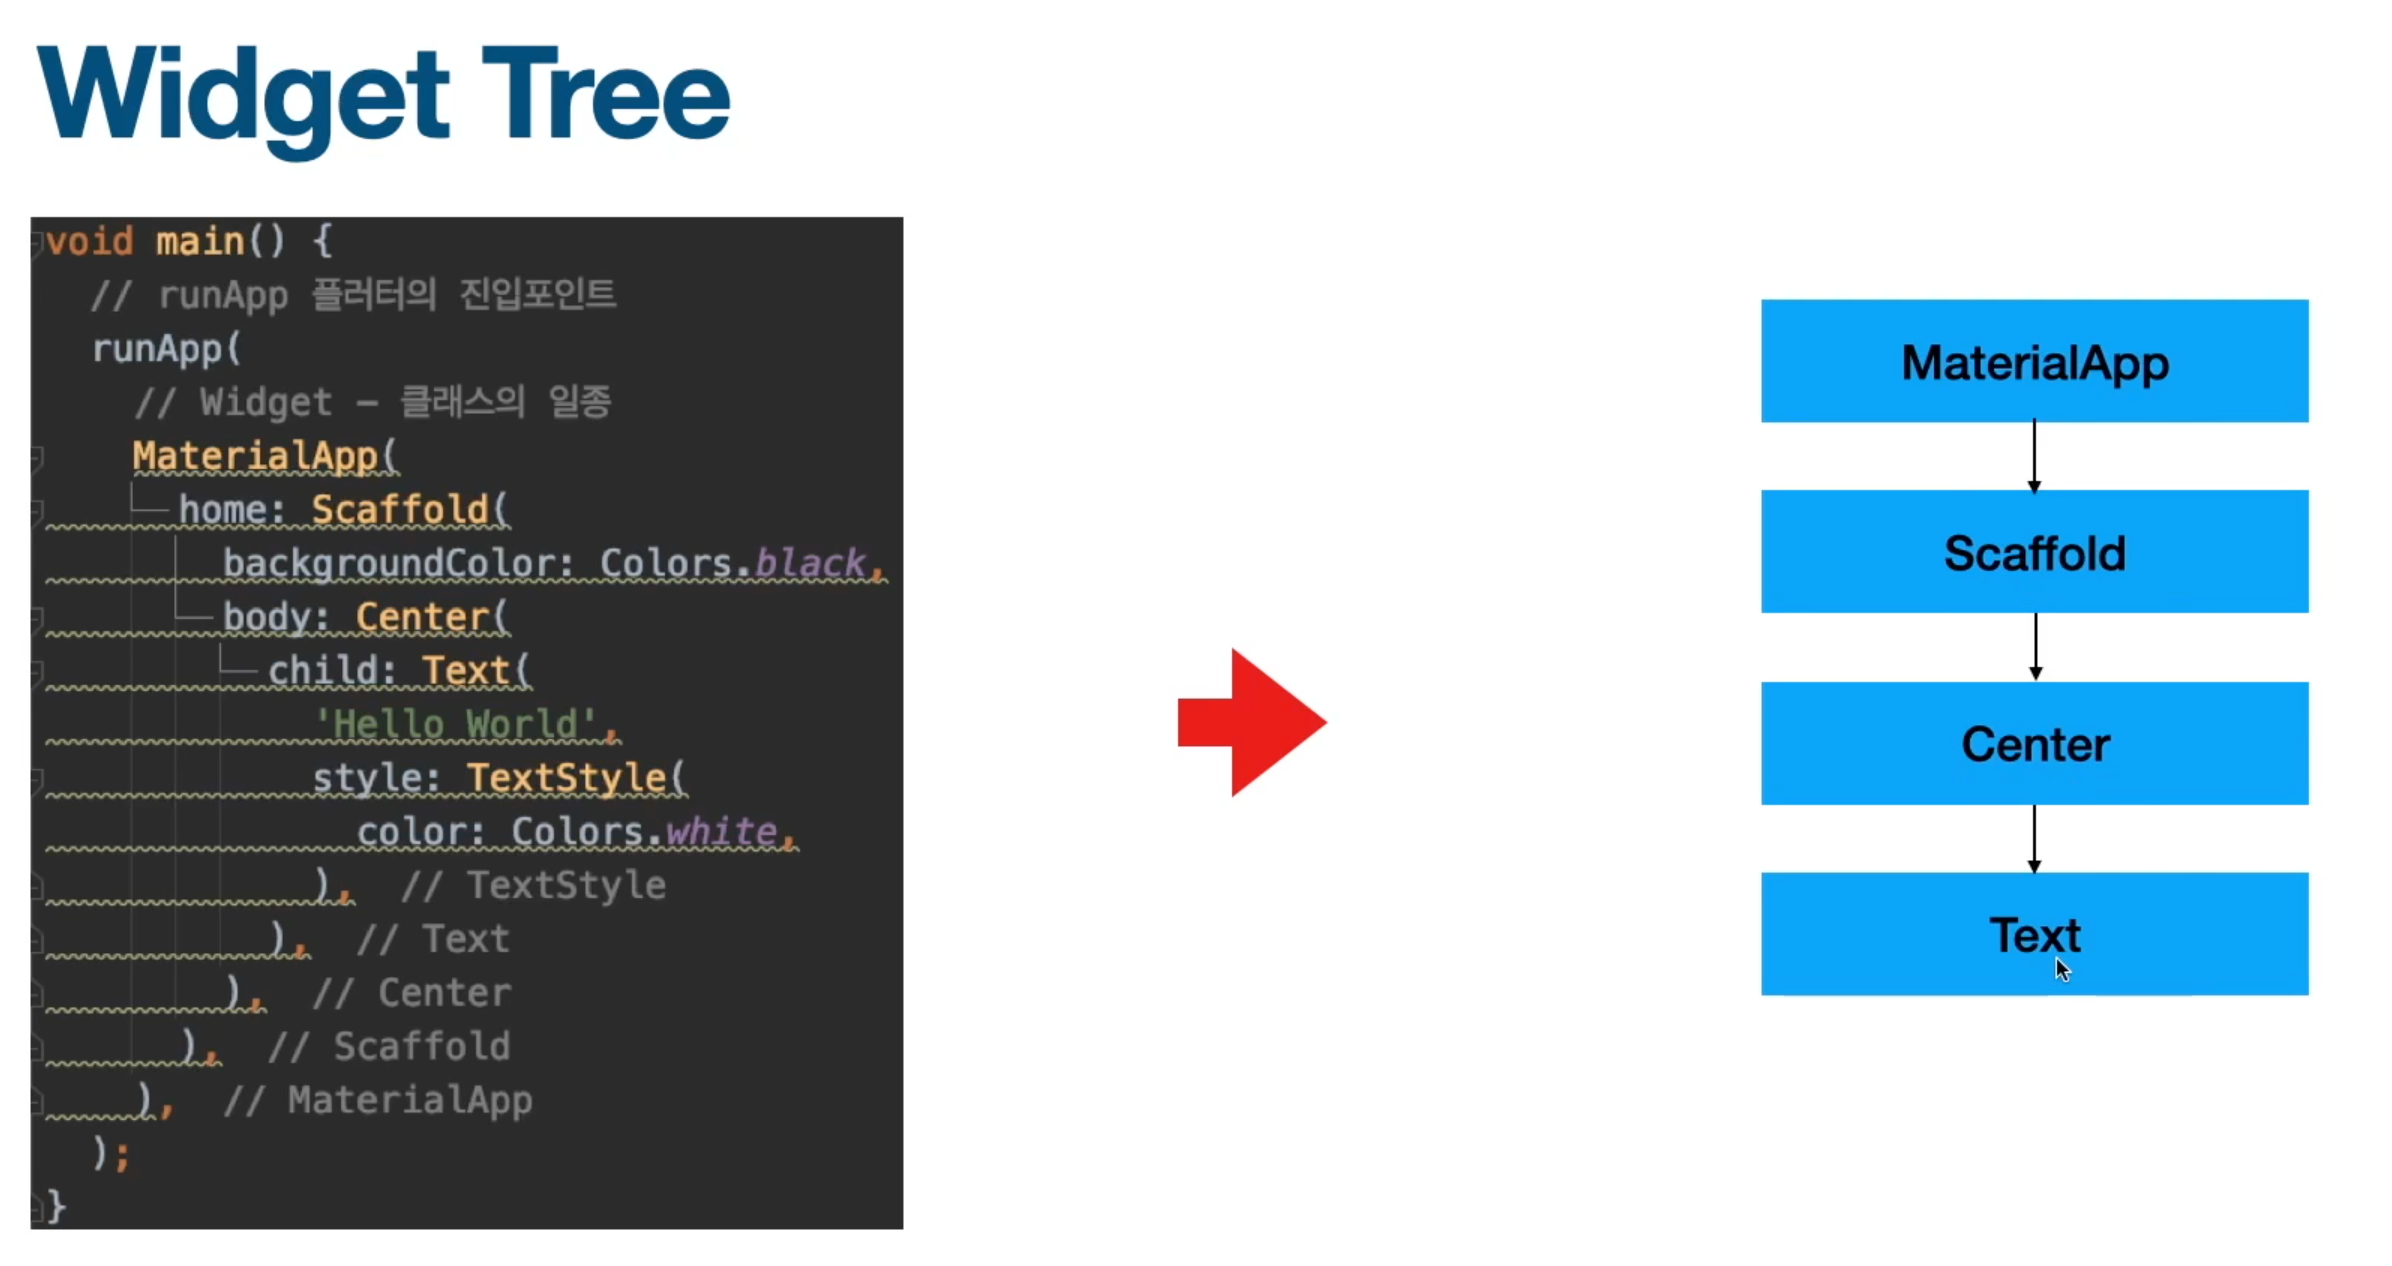 Widget Tree
void main() {
// runApp 플러터의 진입포인트
runApp(
// Widget – 클래스의 일종
MaterialApp(
home: Scaffold(
backgroundColor: Colors.black,
body: Center(
child: Text(
'Hello World',
style: TextStyle(
color: Colors.white,
), // TextStyle
), // Text
), // Center
), // Scaffold
), // MaterialApp
);
}
MaterialApp
Scaffold
Center
Text